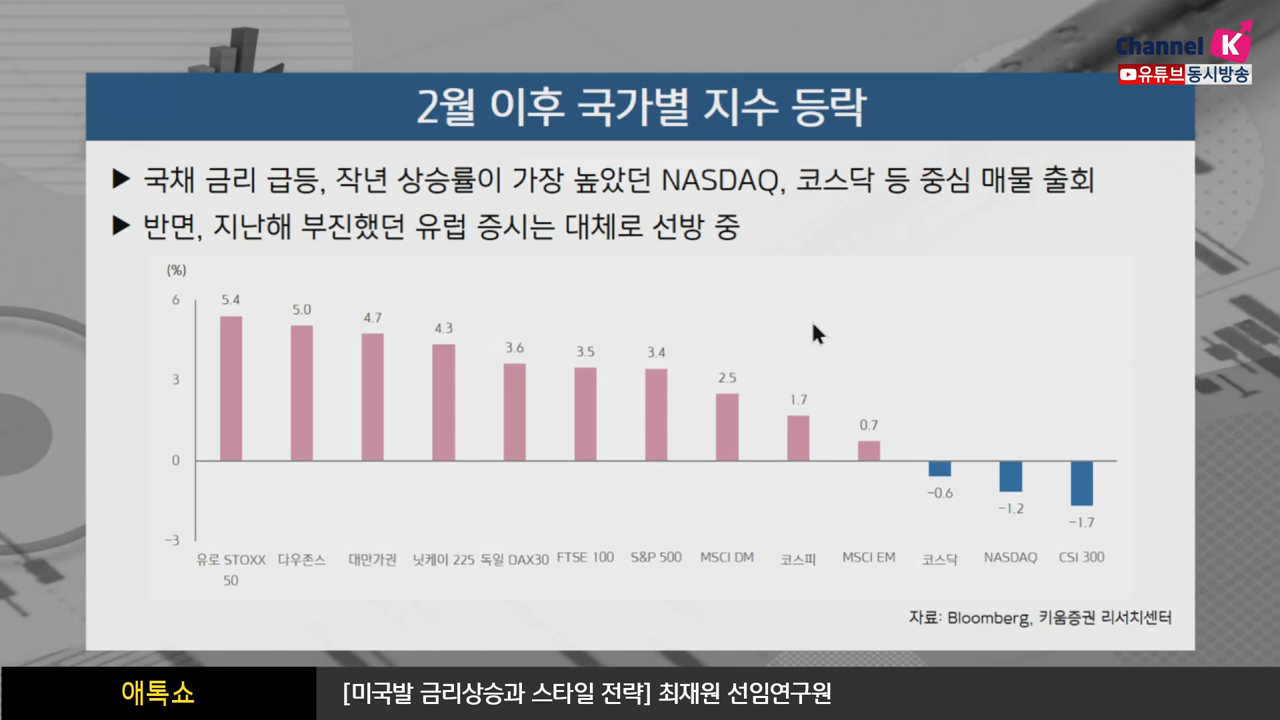 Channel K
유튜브동시방송
2월 이후 국가별 지수 등락
▶ 국채 금리 급등, 작년 상승률이 가장 높았던 NASDAQ, 코스닥 등 중심 매물 출회
▶ 반면, 지난해 부진했던 유럽 증시는 대체로 선방 중
(%)
6
3
0
-3
5.4 5.0 4.7 4.3 3.6 3.5 3.4 2.5 1.7 0.7 -0.6 -1.2 -1.7
유로 STOXX 다우존스 대만가권 닛케이 225 독일 DAX30 FTSE 100 S&P 500 MSCI DM 코스피 MSCI EM 코스닥 NASDAQ CSI 300
50
자료: Bloomberg, 키움증권 리서치센터
애톡쇼
[미국발 금리상승과 스타일 전략] 최재원 선임연구원